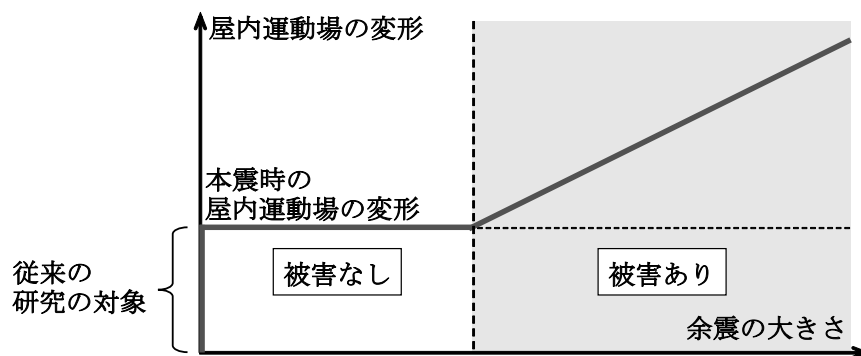 屋内運動場の変形
本震時の
屋内運動場の変形
従来の
研究の対象
被害なし
被害あり
余震の大きさ